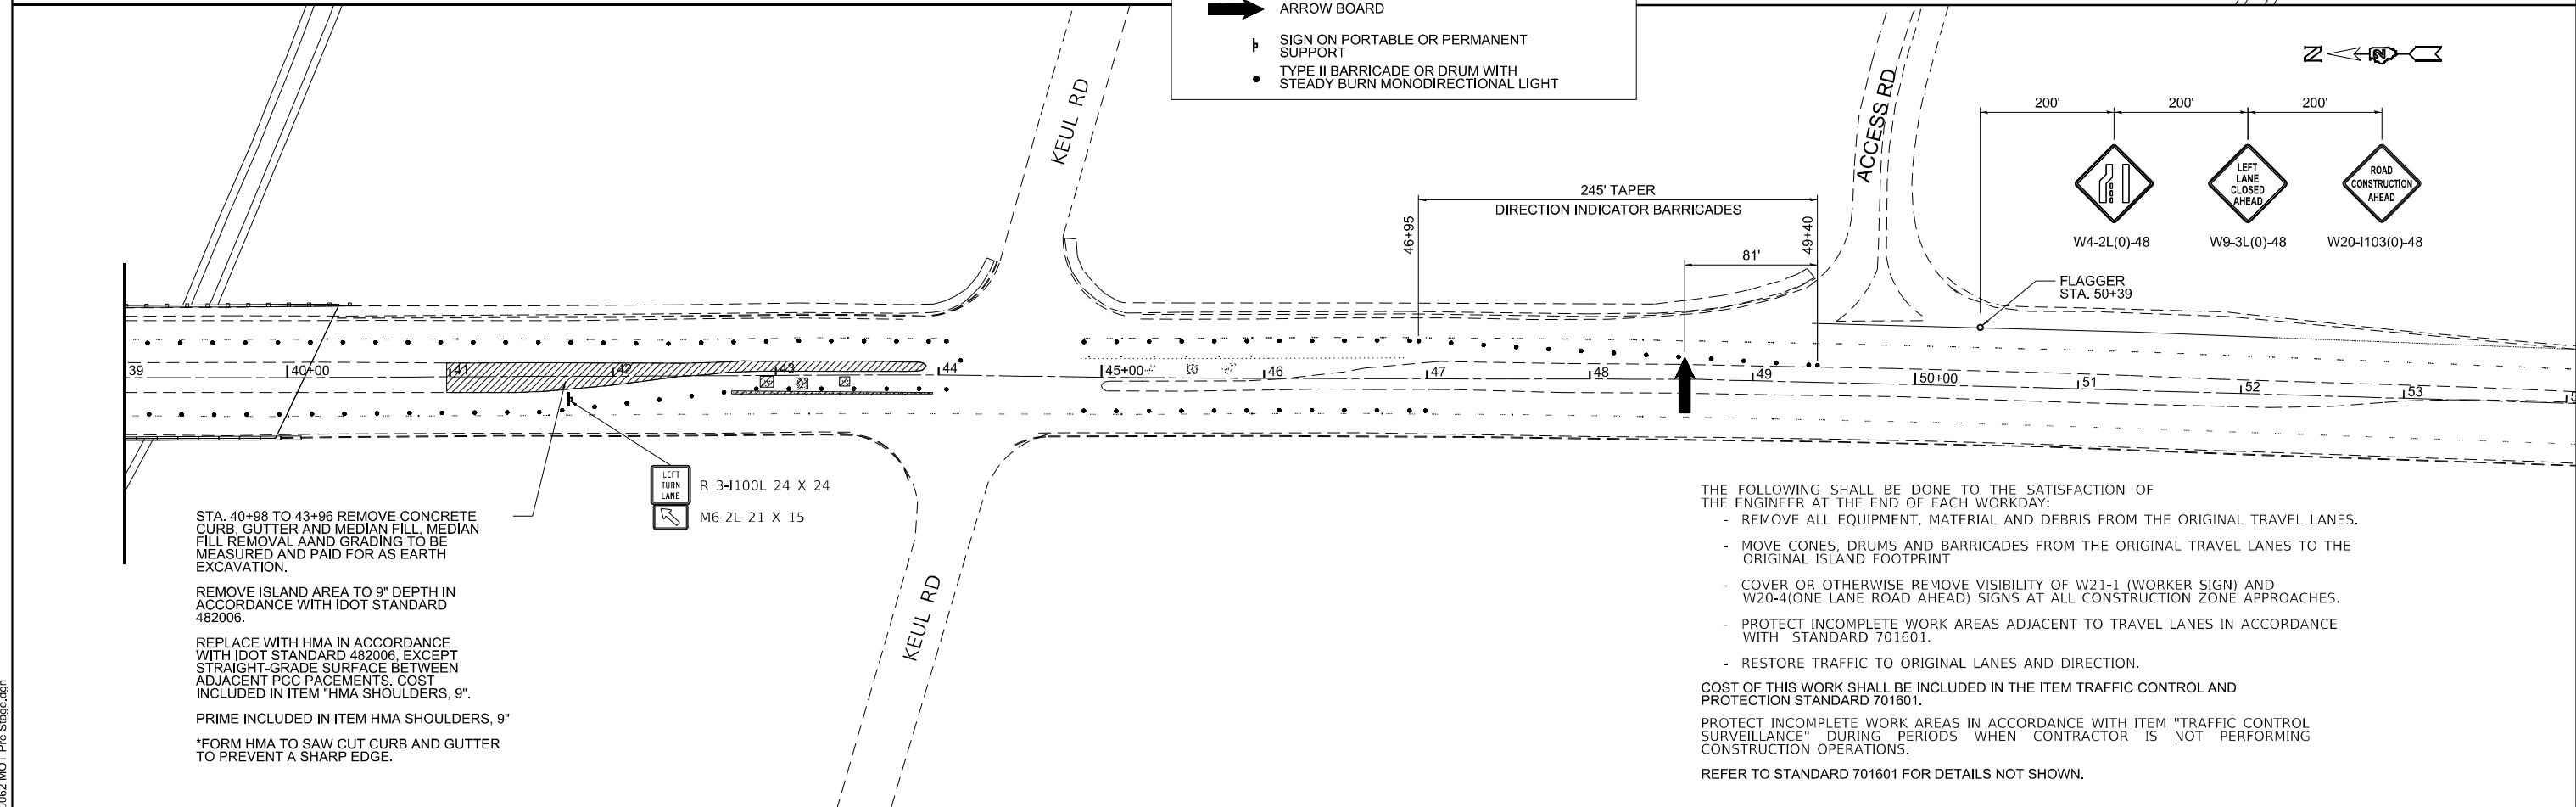 ARROW BOARD
SIGN ON PORTABLE OR PERMANENT
SUPPORT
TYPE II BARRICADE OR DRUM WITH
STEADY BURN MONODIRECTIONAL LIGHT
N
KEUL RD
ACCESS RD
200' 200' 200'
LEFT
LANE
CLOSED
AHEAD
ROAD
CONSTRUCTION
AHEAD
W4-2L(0)-48 W9-3L(0)-48 W20-I103(0)-48
245' TAPER
DIRECTION INDICATOR BARRICADES
46+95
49+40
81'
FLAGGER
STA. 50+39
39 40+00 41 42 43 44 45+00 46 47 48 49 50+00 51 52 53
LEFT
TURN
LANE
R 3-I100L 24 X 24
M6-2L 21 X 15
KEUL RD
STA. 40+98 TO 43+96 REMOVE CONCRETE
CURB, GUTTER AND MEDIAN FILL, MEDIAN
FILL REMOVAL AAND GRADING TO BE
MEASURED AND PAID FOR AS EARTH
EXCAVATION.
REMOVE ISLAND AREA TO 9" DEPTH IN
ACCORDANCE WITH IDOT STANDARD
482006.
REPLACE WITH HMA IN ACCORDANCE
WITH IDOT STANDARD 482006, EXCEPT
STRAIGHT-GRADE SURFACE BETWEEN
ADJACENT PCC PACEMENTS. COST
INCLUDED IN ITEM "HMA SHOULDERS, 9".
PRIME INCLUDED IN ITEM HMA SHOULDERS, 9"
*FORM HMA TO SAW CUT CURB AND GUTTER
TO PREVENT A SHARP EDGE.
THE FOLLOWING SHALL BE DONE TO THE SATISFACTION OF
THE ENGINEER AT THE END OF EACH WORKDAY:
- REMOVE ALL EQUIPMENT, MATERIAL AND DEBRIS FROM THE ORIGINAL TRAVEL LANES.
- MOVE CONES, DRUMS AND BARRICADES FROM THE ORIGINAL TRAVEL LANES TO THE
ORIGINAL ISLAND FOOTPRINT
- COVER OR OTHERWISE REMOVE VISIBILITY OF W21-1 (WORKER SIGN) AND
W20-4(ONE LANE ROAD AHEAD) SIGNS AT ALL CONSTRUCTION ZONE APPROACHES.
- PROTECT INCOMPLETE WORK AREAS ADJACENT TO TRAVEL LANES IN ACCORDANCE
WITH STANDARD 701601.
- RESTORE TRAFFIC TO ORIGINAL LANES AND DIRECTION.
COST OF THIS WORK SHALL BE INCLUDED IN THE ITEM TRAFFIC CONTROL AND
PROTECTION STANDARD 701601.
PROTECT INCOMPLETE WORK AREAS IN ACCORDANCE WITH ITEM "TRAFFIC CONTROL
SURVEILLANCE" DURING PERIODS WHEN CONTRACTOR IS NOT PERFORMING
CONSTRUCTION OPERATIONS.
REFER TO STANDARD 701601 FOR DETAILS NOT SHOWN.
MOT Pre Stage.dgn